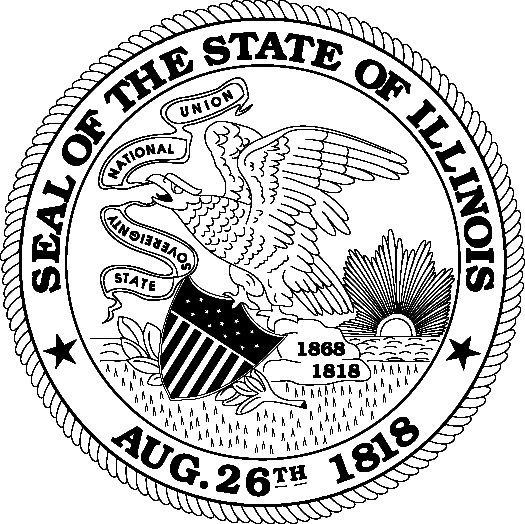 SEAL OF THE STATE OF ILLINOIS
UNION
NATIONAL
SOVEREIGNTY
STATE
1868
1818
AUG. 26TH 1818